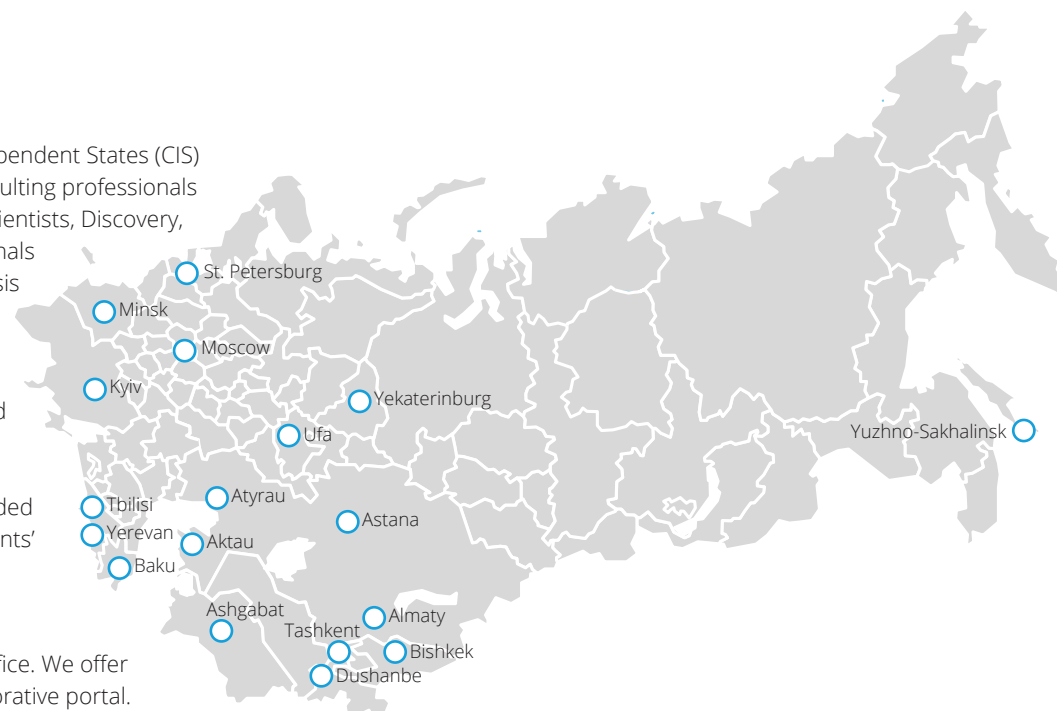 pendent States (CIS)
ulting professionals
ientists, Discovery,
nals
sis
d
ded
nts’
fice. We offer
orative portal.
St. Petersburg
Minsk
Moscow
Kyiv
Yekaterinburg
Ufa
Yuzhno-Sakhalinsk
Atyrau
Tbilisi
Astana
Yerevan
Aktau
Baku
Ashgabat
Almaty
Tashkent
Bishkek
Dushanbe